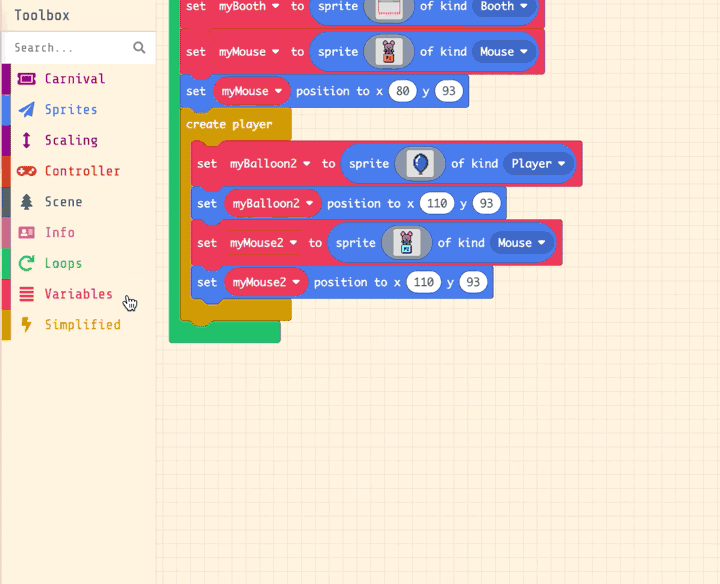 Toolbox
Search...
Carnival
Sprites
Scaling
Controller
Scene
Info
Loops
Variables
Simplified
set myBooth to sprite of kind Booth
set myMouse to sprite of kind Mouse
set myMouse position to x 80 y 93
create player
set myBalloon2 to sprite of kind Player
set myBalloon2 position to x 110 y 93
set myMouse2 to sprite of kind Mouse
set myMouse2 position to x 110 y 93